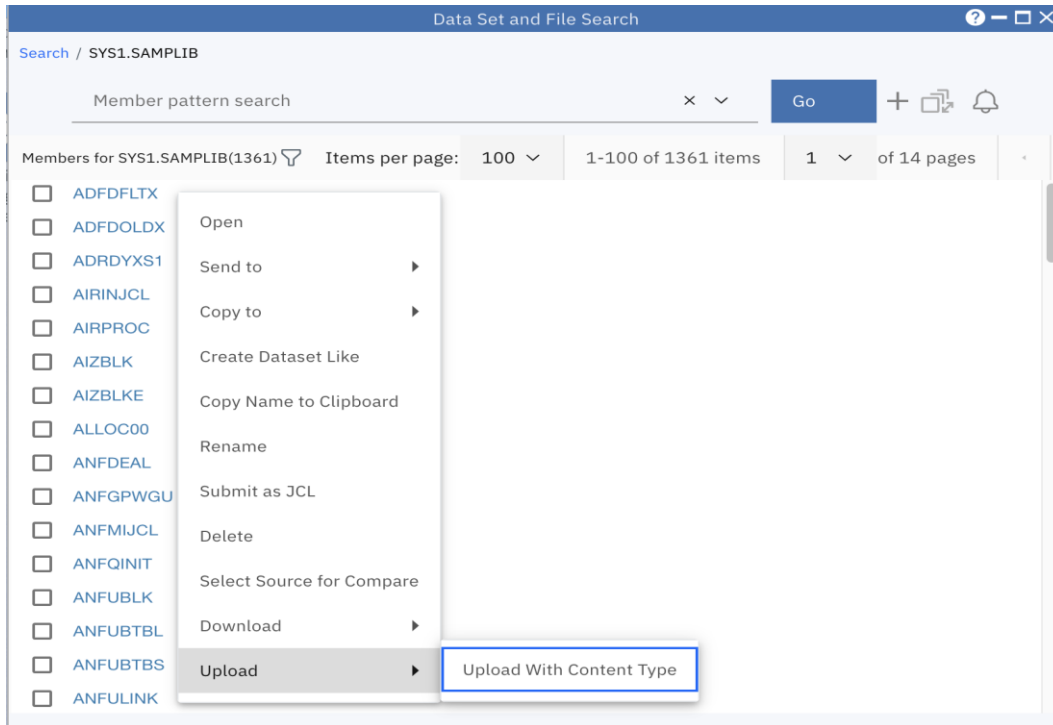 Data Set and File Search
Search / SYS1.SAMPLIB
Member pattern search
Go
Members for SYS1.SAMPLIB(1361) Items per page: 100 1-100 of 1361 items 1 of 14 pages
ADFDFLTX
ADFDOLDX
ADRDYXS1
AIRINJCL
AIRPROC
AIZBLK
AIZBLKE
ALLOC00
ANFDEAL
ANFGPWGU
ANFMIJCL
ANFQINIT
ANFUBLK
ANFUBTBL
ANFUBTBS
ANFULINK
Open
Send to
Copy to
Create Dataset Like
Copy Name to Clipboard
Rename
Submit as JCL
Delete
Select Source for Compare
Download
Upload
Upload With Content Type